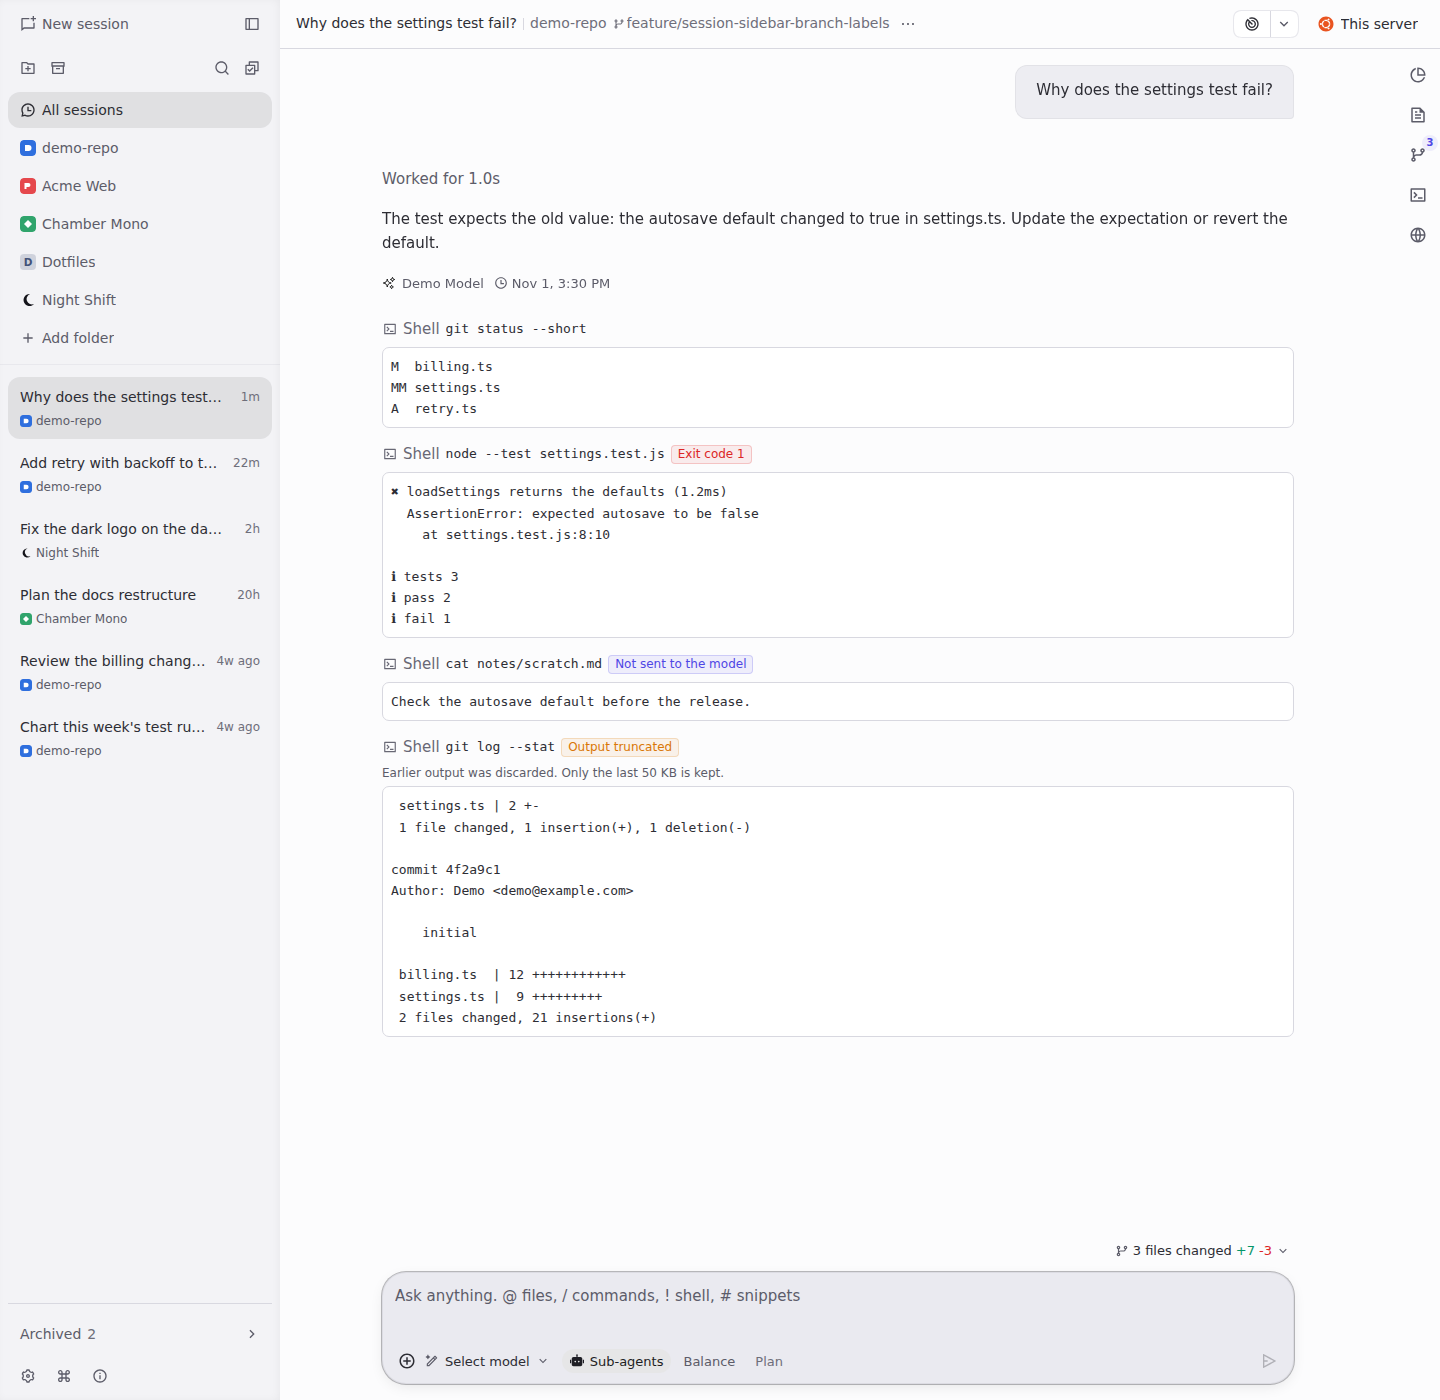 New session
All sessions
demo-repo
Acme Web
Chamber Mono
D Dotfiles
Night Shift
Add folder
Why does the settings test... 1m
demo-repo
Add retry with backoff to t... 22m
demo-repo
Fix the dark logo on the da... 2h
Night Shift
Plan the docs restructure 20h
Chamber Mono
Review the billing chang... 4w ago
demo-repo
Chart this week's test ru... 4w ago
demo-repo
Archived 2
Why does the settings test fail? demo-repo feature/session-sidebar-branch-labels ...
This server
3
Why does the settings test fail?
Worked for 1.0s
The test expects the old value: the autosave default changed to true in settings.ts. Update the expectation or revert the
default.
Demo Model Nov 1, 3:30 PM
Shell git status --short
M  billing.ts
MM settings.ts
A  retry.ts
Shell node --test settings.test.js Exit code 1
✖ loadSettings returns the defaults (1.2ms)
  AssertionError: expected autosave to be false
    at settings.test.js:8:10
ℹ tests 3
ℹ pass 2
ℹ fail 1
Shell cat notes/scratch.md Not sent to the model
Check the autosave default before the release.
Shell git log --stat Output truncated
Earlier output was discarded. Only the last 50 KB is kept.
 settings.ts | 2 +-
 1 file changed, 1 insertion(+), 1 deletion(-)
commit 4f2a9c1
Author: Demo <demo@example.com>
    initial
 billing.ts  | 12 ++++++++++++
 settings.ts |  9 +++++++++
 2 files changed, 21 insertions(+)
3 files changed +7 -3
Ask anything. @ files, / commands, ! shell, # snippets
Select model Sub-agents Balance Plan